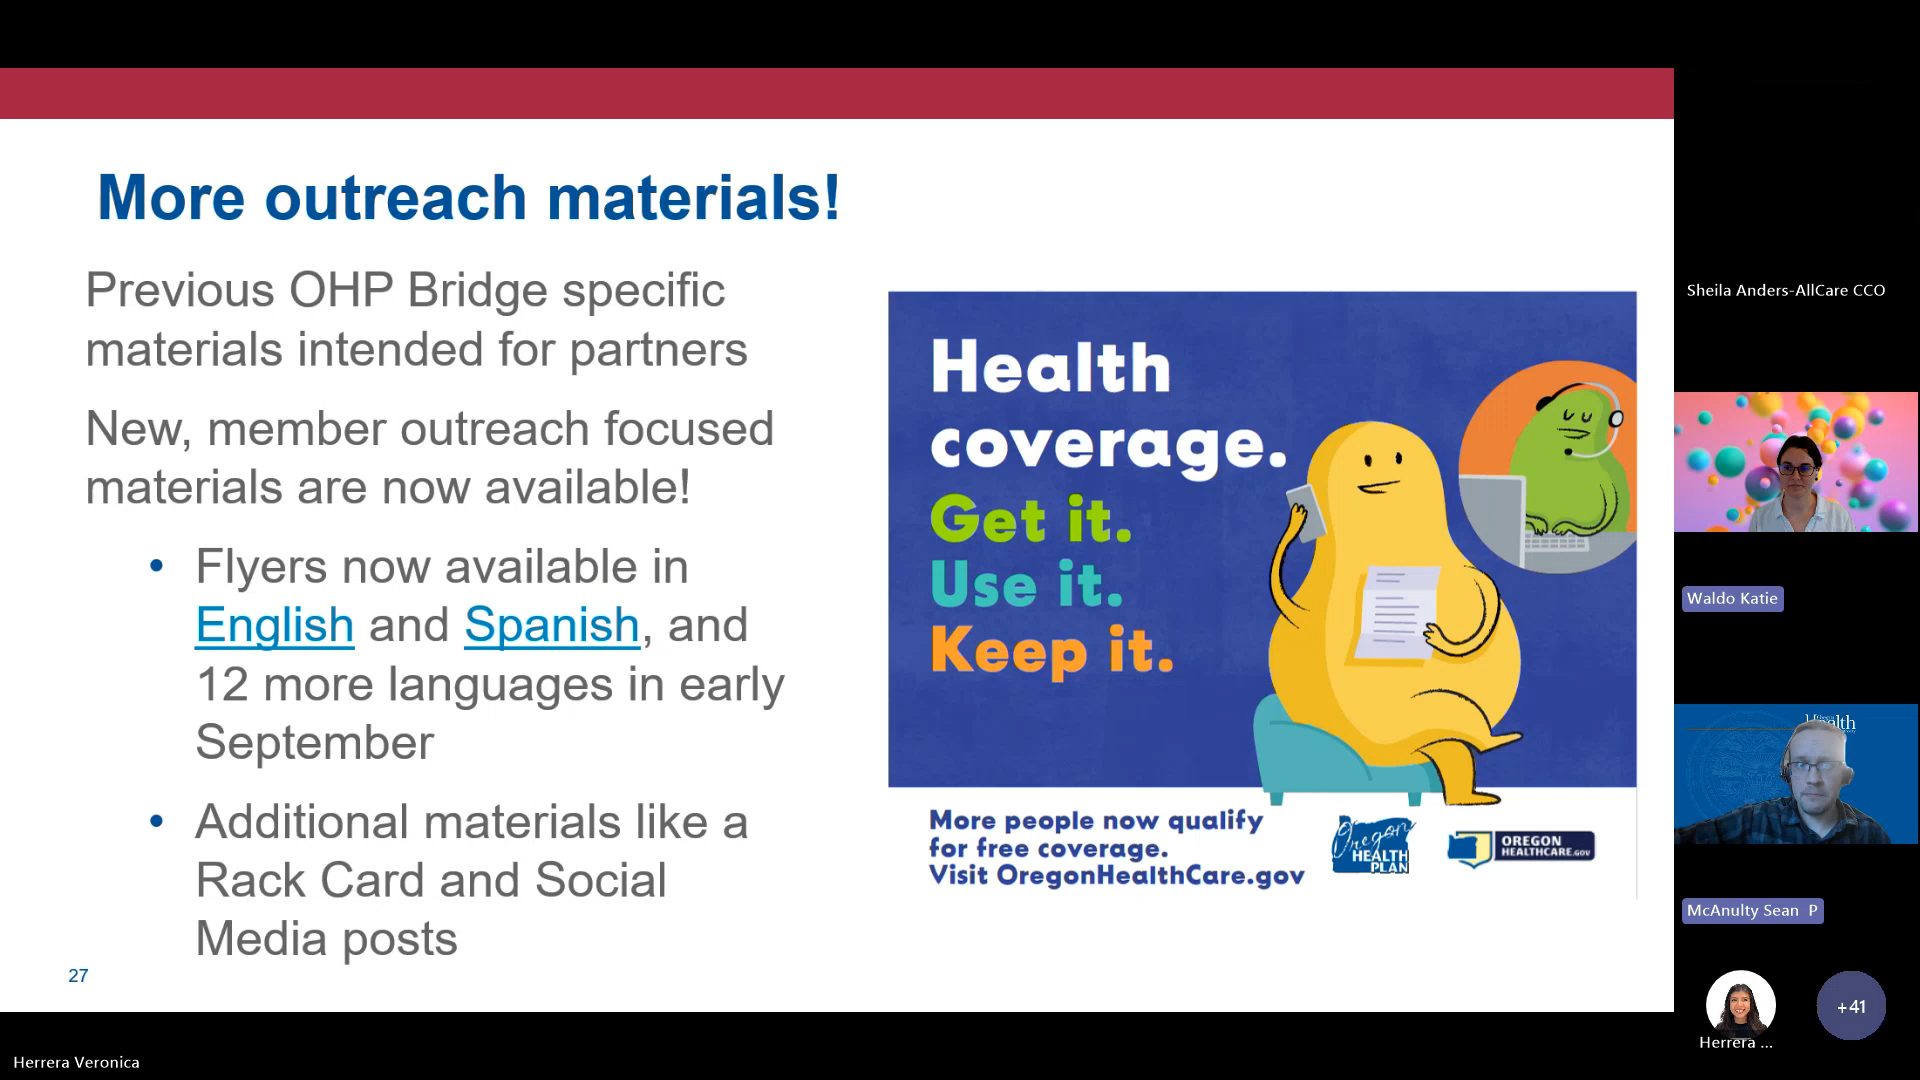 More outreach materials!
Previous OHP Bridge specific
materials intended for partners
New, member outreach focused
materials are now available!
• Flyers now available in
English and Spanish, and
12 more languages in early
September
• Additional materials like a
Rack Card and Social
Media posts
27
Health
coverage.
Get it.
Use it.
Keep it.
More people now qualify
for free coverage.
Visit OregonHealthCare.gov
Oregon
HEALTH
PLAN
OREGON
HEALTHCARE.GOV
Sheila Anders-AllCare CCO
Waldo Katie
McAnulty Sean P
Herrera ...
+41
Herrera Veronica